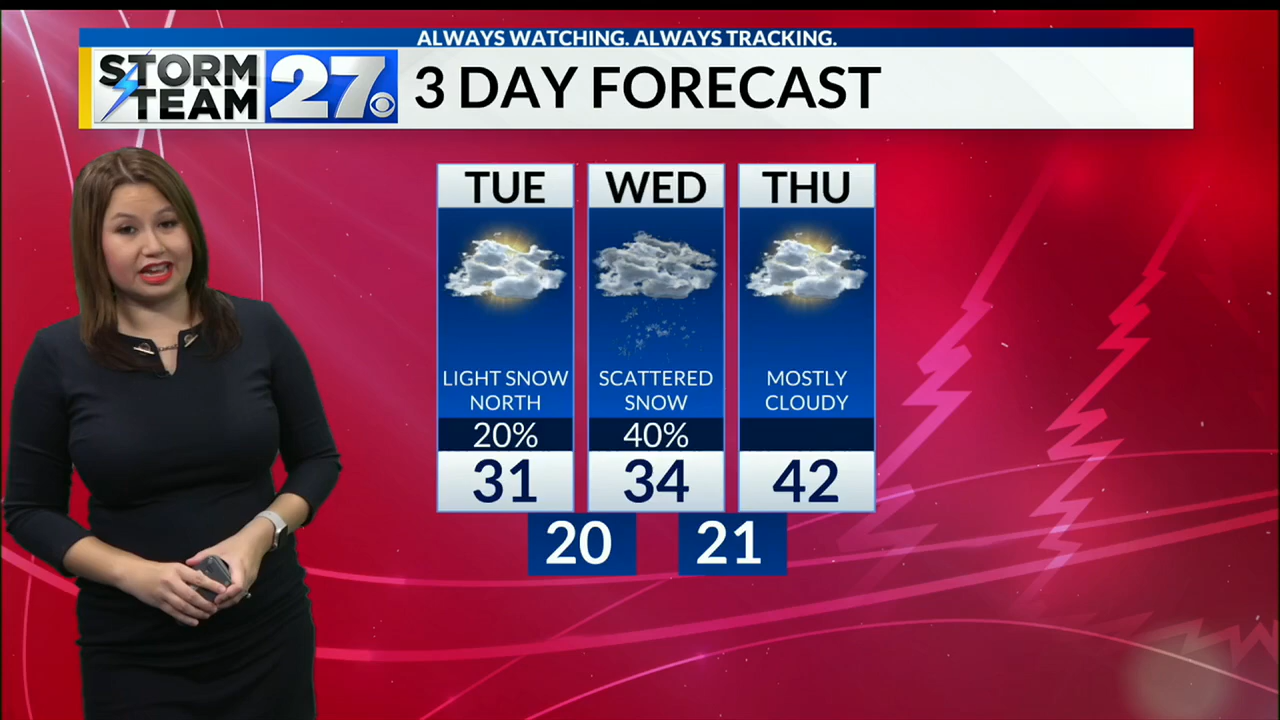 ALWAYS WATCHING. ALWAYS TRACKING.
STORM
TEAM
27
3 DAY FORECAST
TUE
WED
THU
LIGHT SNOW
NORTH
SCATTERED
SNOW
MOSTLY
CLOUDY
20%
40%
31
34
42
20
21